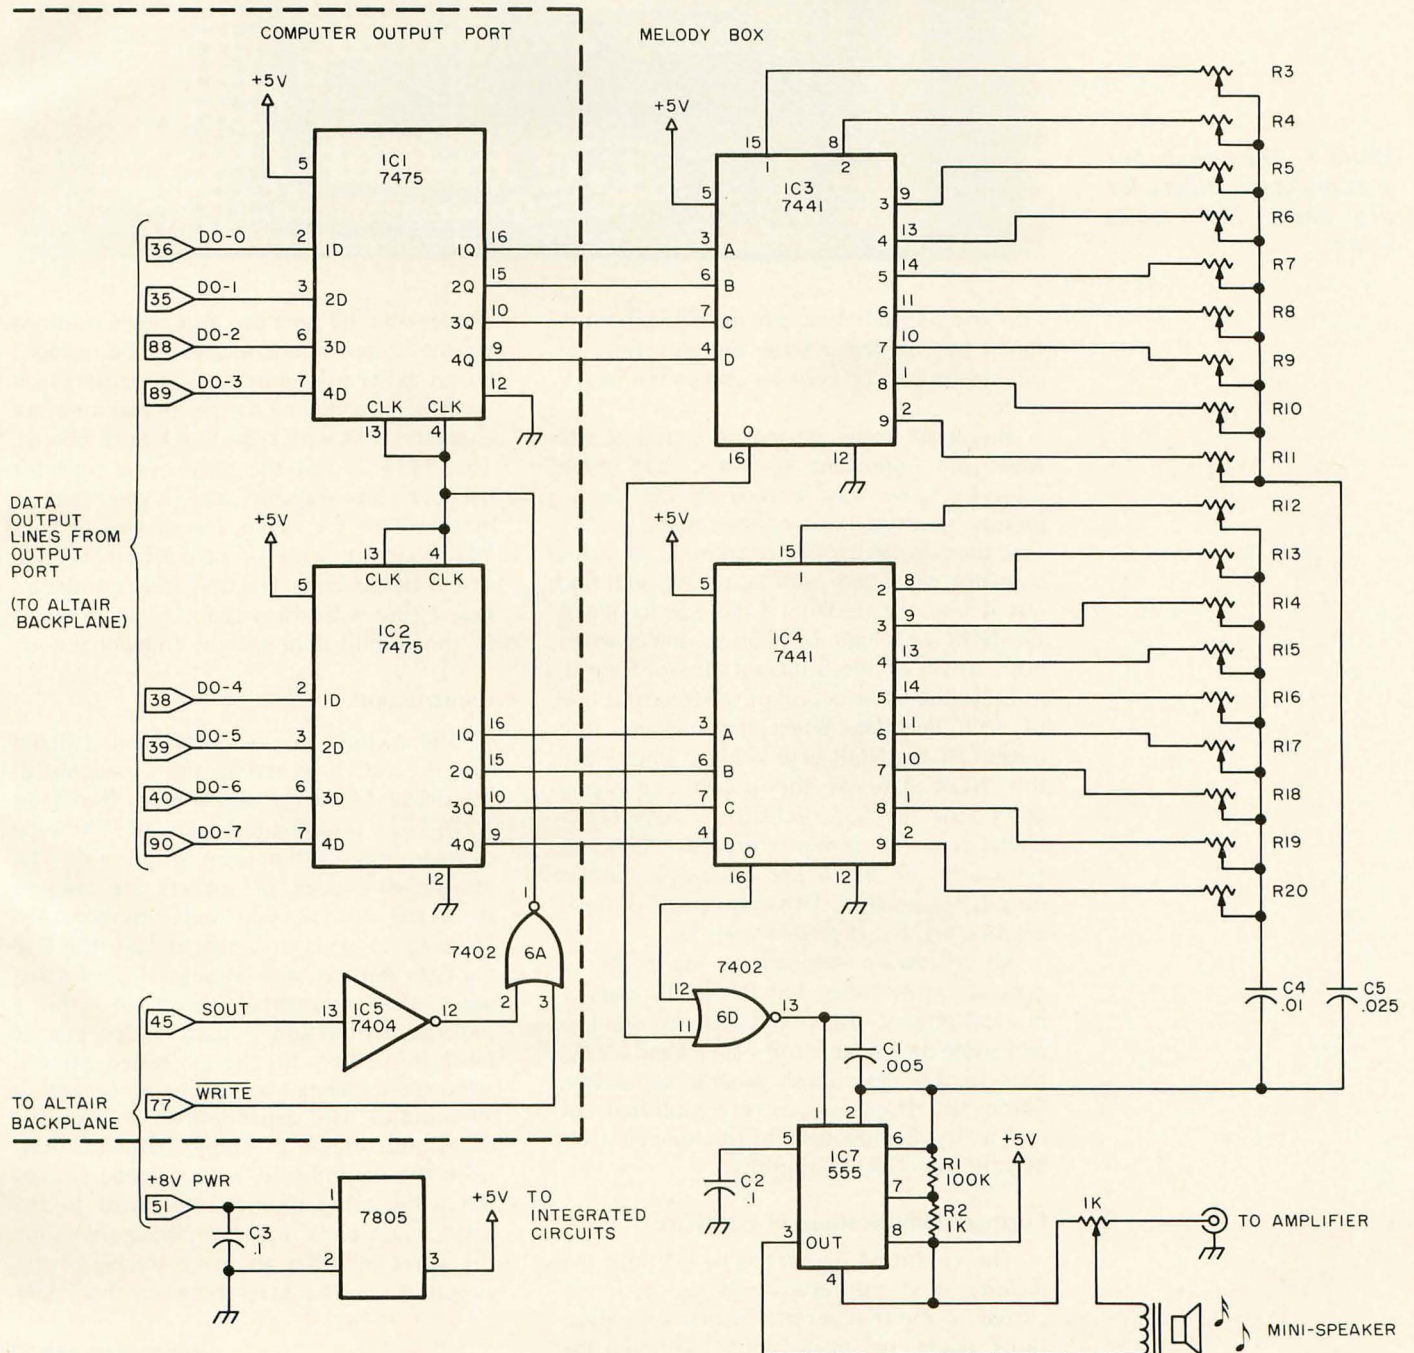 COMPUTER OUTPUT PORT
MELODY BOX
+5V
5
IC1
7475
36
DO-0
2
1D
35
DO-1
3
2D
88
DO-2
6
3D
89
DO-3
7
4D
1Q
16
2Q
15
3Q
10
4Q
9
12
CLK
CLK
13
4
DATA
OUTPUT
LINES FROM
OUTPUT
PORT
(TO ALTAIR
BACKPLANE)
+5V
5
13
4
CLK
CLK
IC2
7475
38
DO-4
2
1D
39
DO-5
3
2D
40
DO-6
6
3D
90
DO-7
7
4D
1Q
16
2Q
15
3Q
10
4Q
9
12
1
7402
6A
2
3
45
SOUT
13
IC5
7404
12
77
WRITE
TO ALTAIR
BACKPLANE
+8V PWR
51
C3
.1
1
7805
2
3
+5V
TO
INTEGRATED
CIRCUITS
+5V
5
15
8
1
2
IC3
7441
3
A
6
B
7
C
4
D
3
9
4
13
5
14
6
11
7
10
8
1
9
2
0
16
12
R3
R4
R5
R6
R7
R8
R9
R10
R11
+5V
5
15
1
IC4
7441
3
A
6
B
7
C
4
D
2
8
3
9
4
13
5
14
6
11
7
10
8
1
9
2
0
16
12
R12
R13
R14
R15
R16
R17
R18
R19
R20
7402
12
11
6D
13
C1
.005
C4
.01
C5
.025
1
2
5
IC7
555
6
7
8
3
OUT
4
C2
.1
R1
100K
R2
1K
+5V
1K
TO AMPLIFIER
MINI-SPEAKER